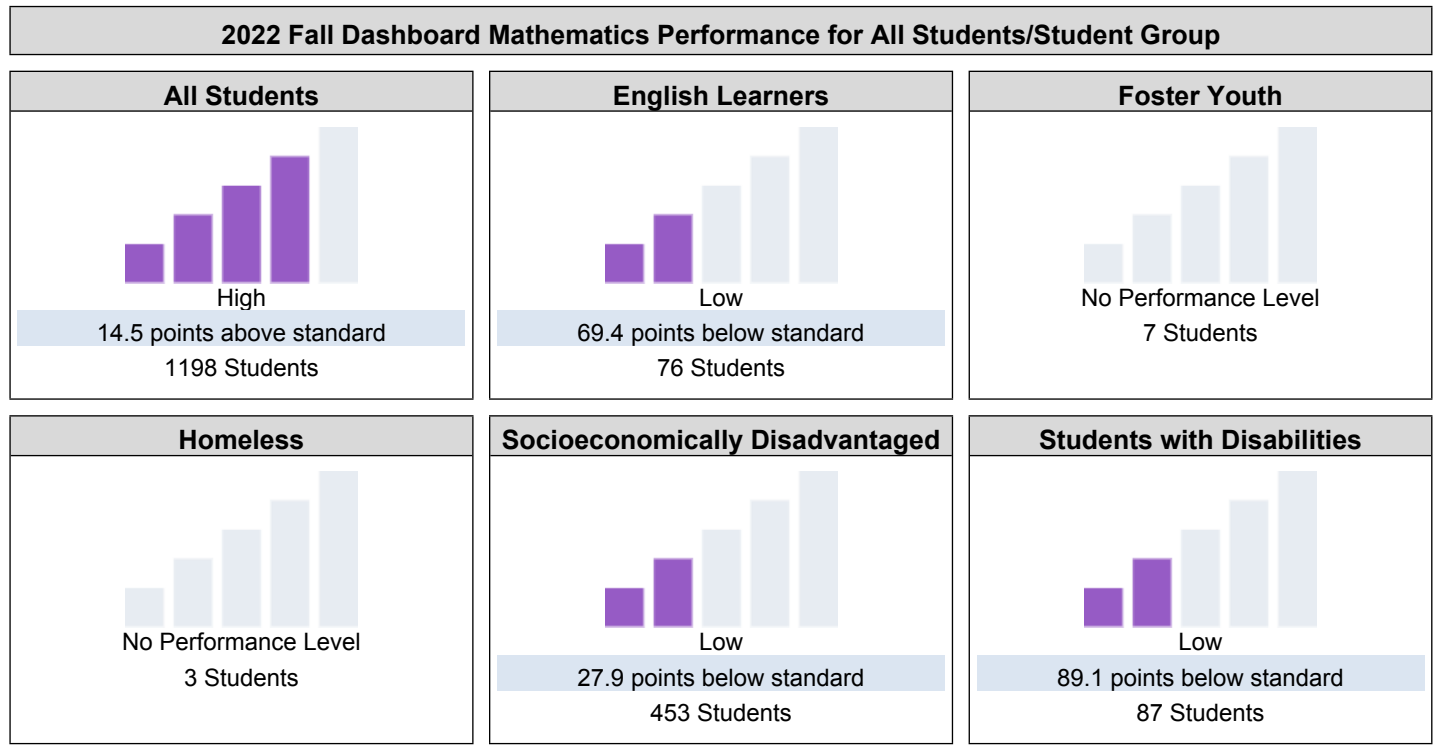 2022 Fall Dashboard Mathematics Performance for All Students/Student Group
All Students
High
14.5 points above standard
1198 Students
English Learners
Low
69.4 points below standard
76 Students
Foster Youth
No Performance Level
7 Students
Homeless
No Performance Level
3 Students
Socioeconomically Disadvantaged
Low
27.9 points below standard
453 Students
Students with Disabilities
Low
89.1 points below standard
87 Students